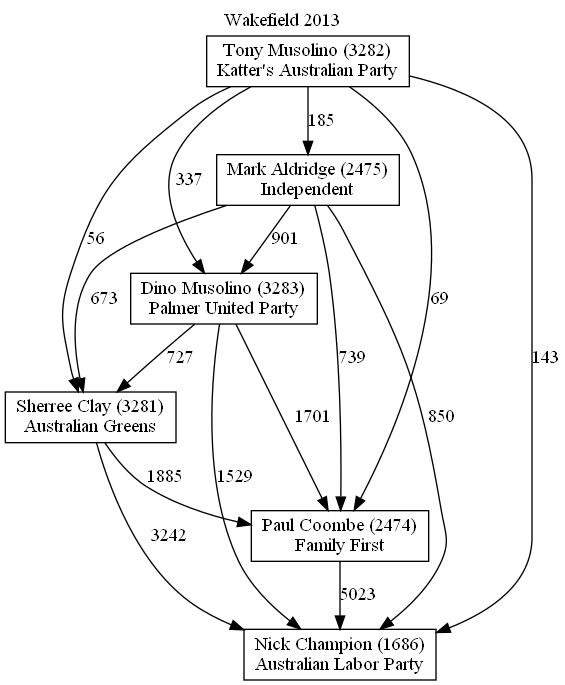 Wakefield 2013
Tony Musolino (3282)
Katter's Australian Party
185
Mark Aldridge (2475)
Independent
337
56
901
Dino Musolino (3283)
Palmer United Party
673
69
727
739
143
Sherree Clay (3281)
Australian Greens
1701
850
1885
1529
Paul Coombe (2474)
Family First
3242
5023
Nick Champion (1686)
Australian Labor Party